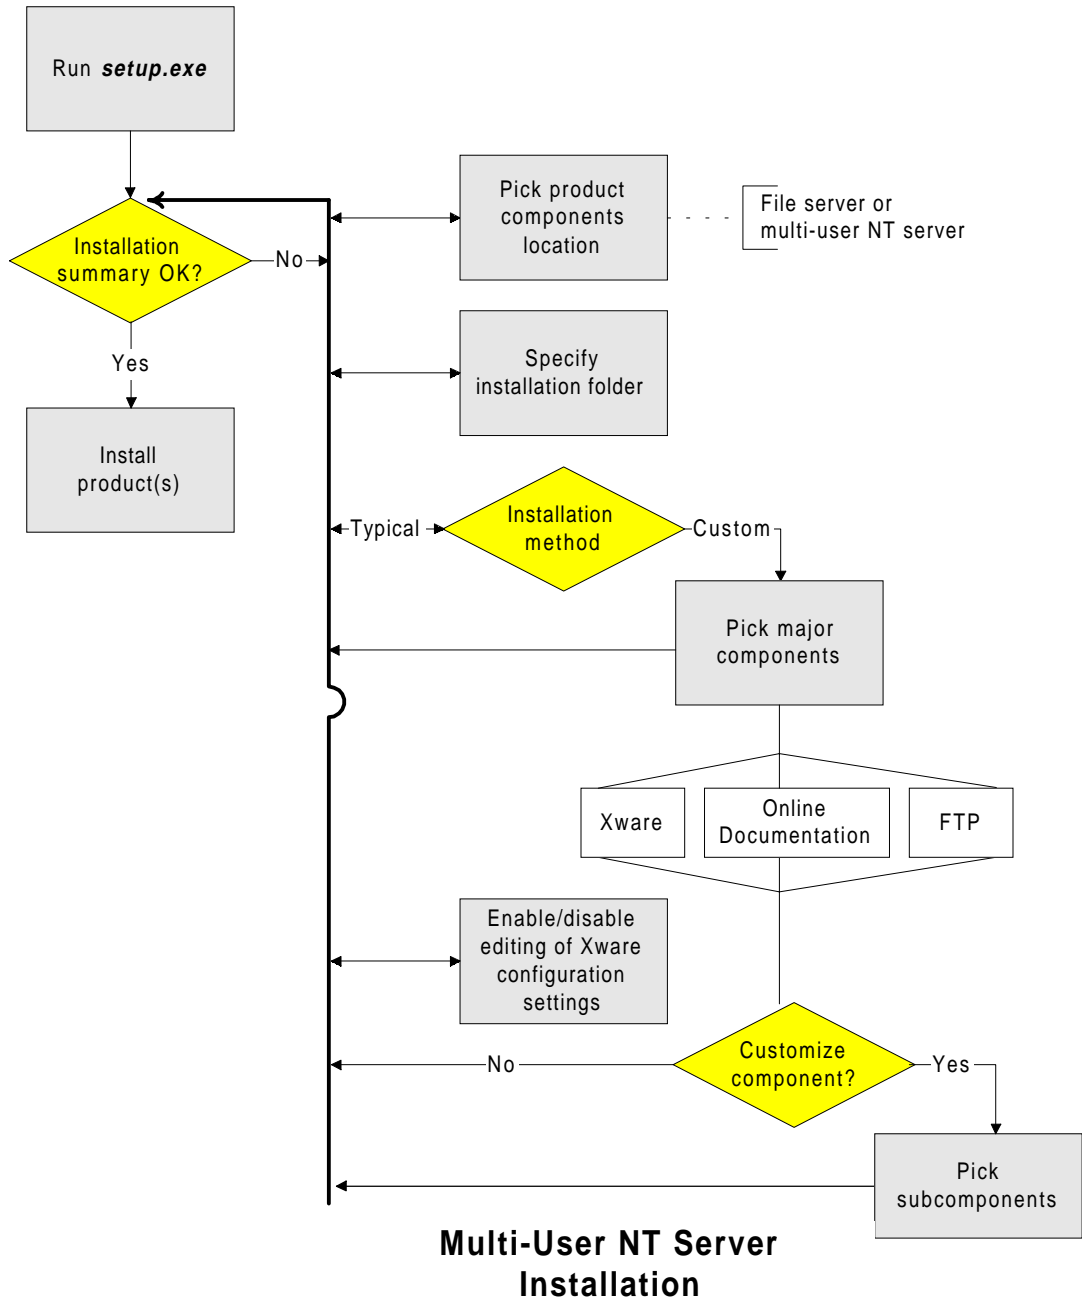 Run setup.exe
Installation
summary OK?
No
Yes
Install
product(s)
Pick product
components
location
File server or
multi-user NT server
Specify
installation folder
Typical
Installation
method
Custom
Pick major
components
Xware
Online
Documentation
FTP
Enable/disable
editing of Xware
configuration
settings
No
Customize
component?
Yes
Pick
subcomponents
Multi-User NT Server
Installation